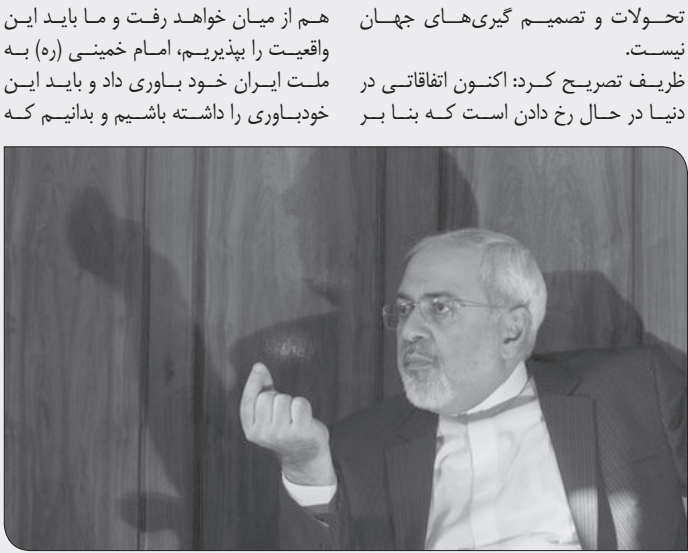 تحولات و تصمیم گیری‌های جهان
نیست.
ظریف تصریح کرد: اکنون اتفاقاتی در
دنیا در حال رخ دادن است که بنا بر
هم از میان خواهد رفت و ما باید این
واقعیت را بپذیریم، امام خمینی (ره) به
ملت ایران خود باوری داد و باید این
خودباوری را داشته باشیم و بدانیم که